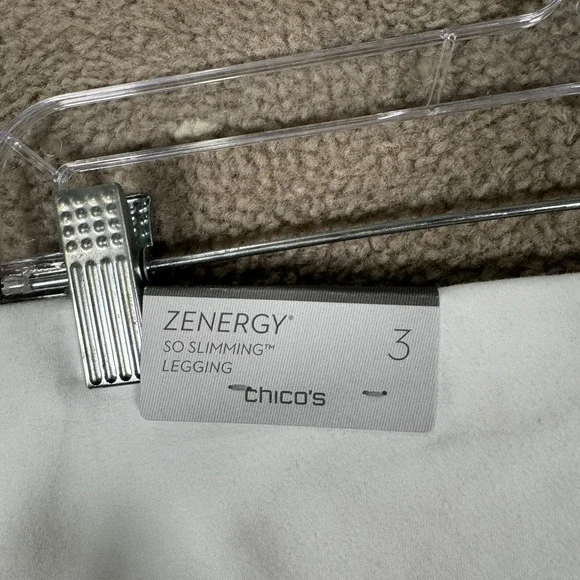 ZENERGY®
3
SO SLIMMING™
LEGGING
chico's